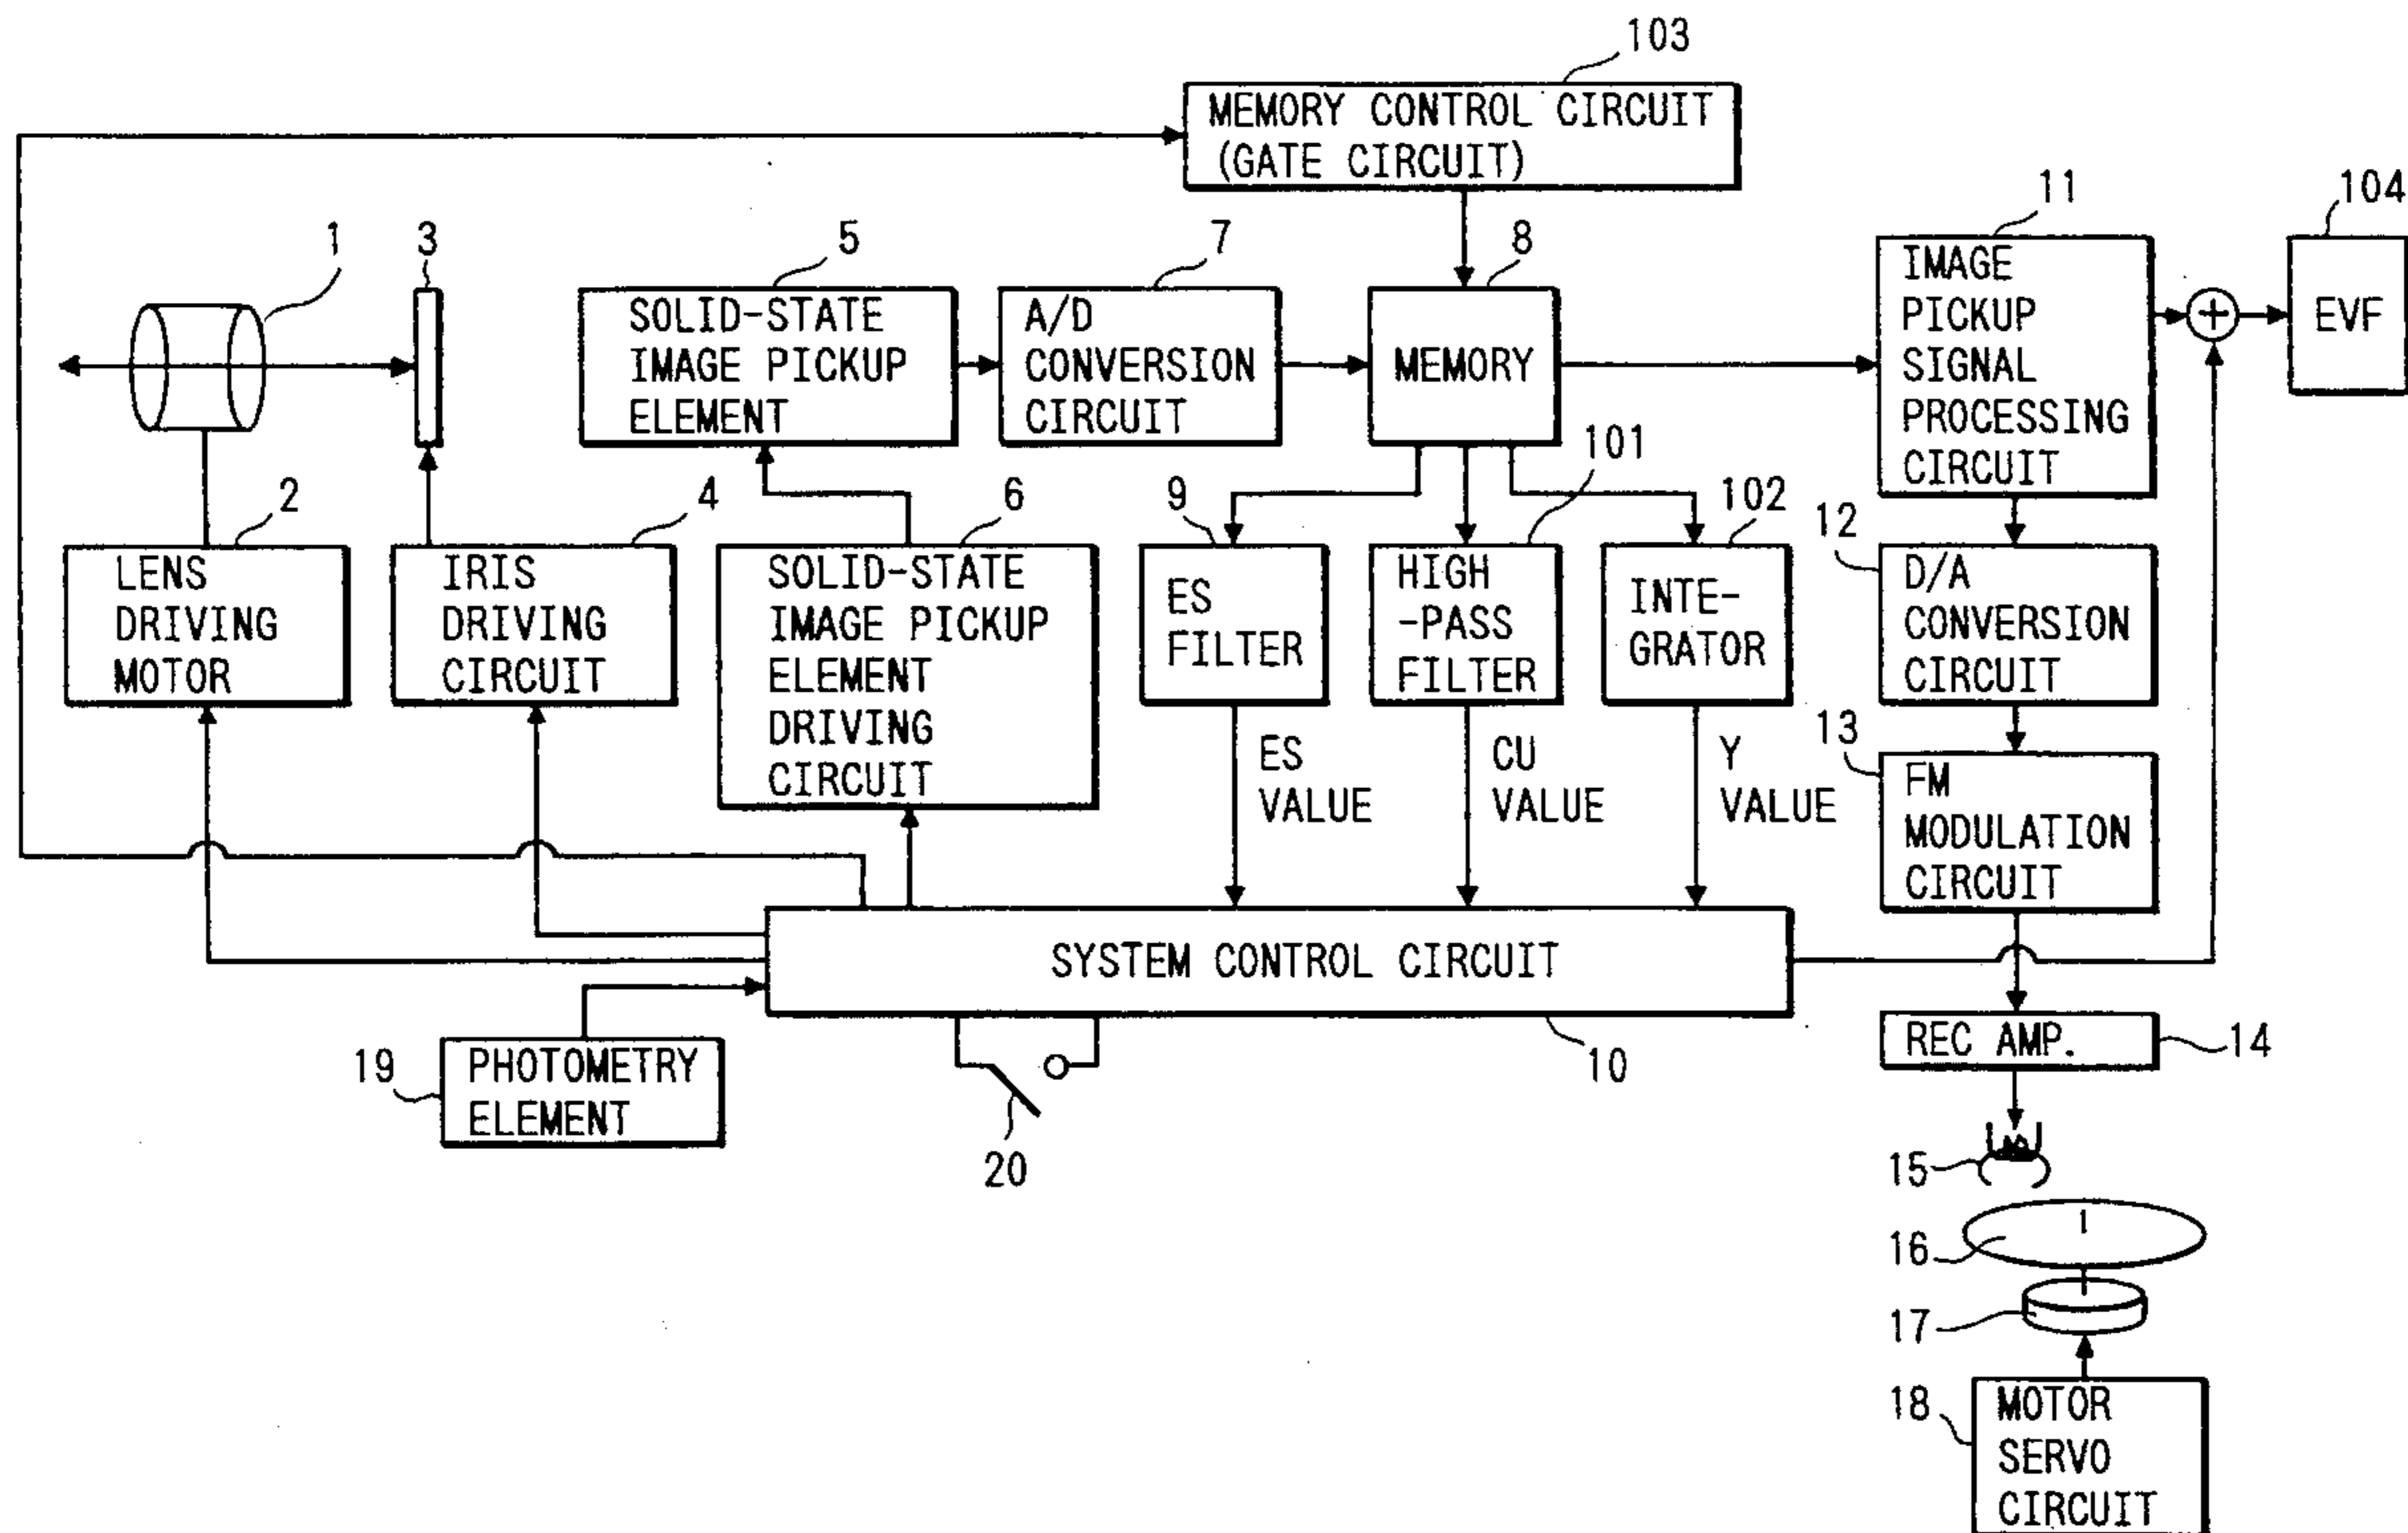 103
MEMORY CONTROL CIRCUIT
(GATE CIRCUIT)
1
3
5
SOLID-STATE
IMAGE PICKUP
ELEMENT
7
A/D
CONVERSION
CIRCUIT
8
MEMORY
11
IMAGE
PICKUP
SIGNAL
PROCESSING
CIRCUIT
104
EVF
2
LENS
DRIVING
MOTOR
4
IRIS
DRIVING
CIRCUIT
6
SOLID-STATE
IMAGE PICKUP
ELEMENT
DRIVING
CIRCUIT
9
ES
FILTER
101
HIGH
-PASS
FILTER
102
INTE-
GRATOR
12
D/A
CONVERSION
CIRCUIT
ES
VALUE
CU
VALUE
Y
VALUE
13
FM
MODULATION
CIRCUIT
SYSTEM CONTROL CIRCUIT
10
19
PHOTOMETRY
ELEMENT
20
REC AMP.
14
15
16
17
18
MOTOR
SERVO
CIRCUIT